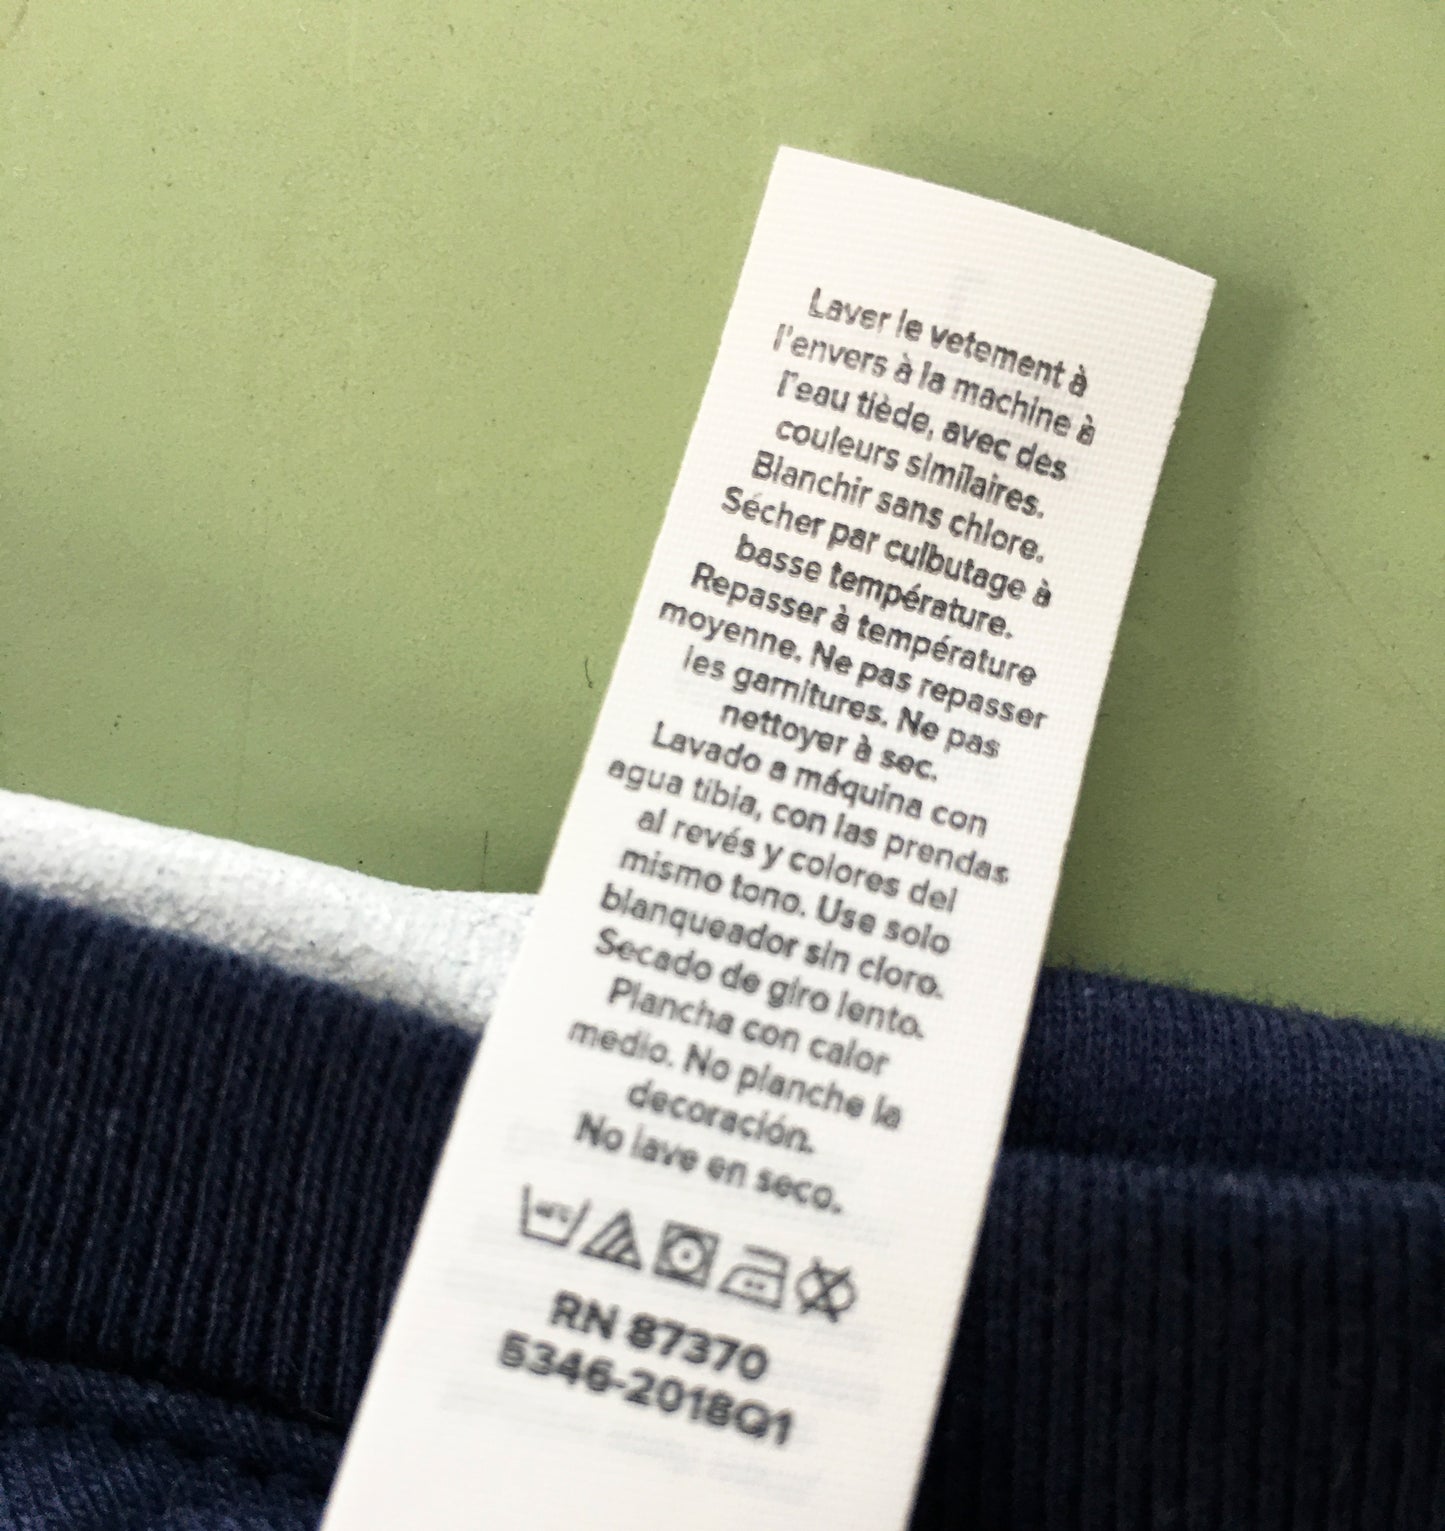 Laver le vetement à
l'envers à la machine à
l'eau tiède, avec des
couleurs similaires.
Blanchir sans chlore.
Sécher par culbutage à
basse température.
Repasser à température
moyenne. Ne pas repasser
les garnitures. Ne pas
nettoyer à sec.
Lavado a máquina con
agua tibia, con las prendas
al revés y colores del
mismo tono. Use solo
blanqueador sin cloro.
Secado de giro lento.
Plancha con calor
medio. No planche la
decoración.
No lave en seco.
RN 87370
5346-2018Q1